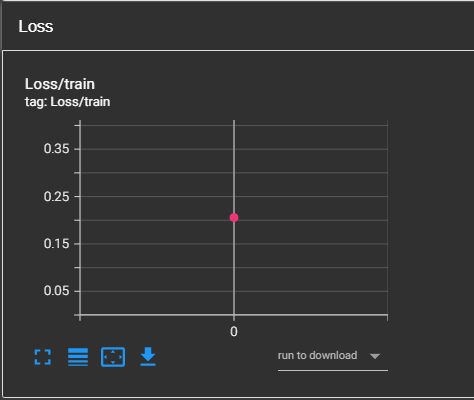 Loss
Loss/train
tag: Loss/train
0.35
0.25
0.15
0.05
0
run to download